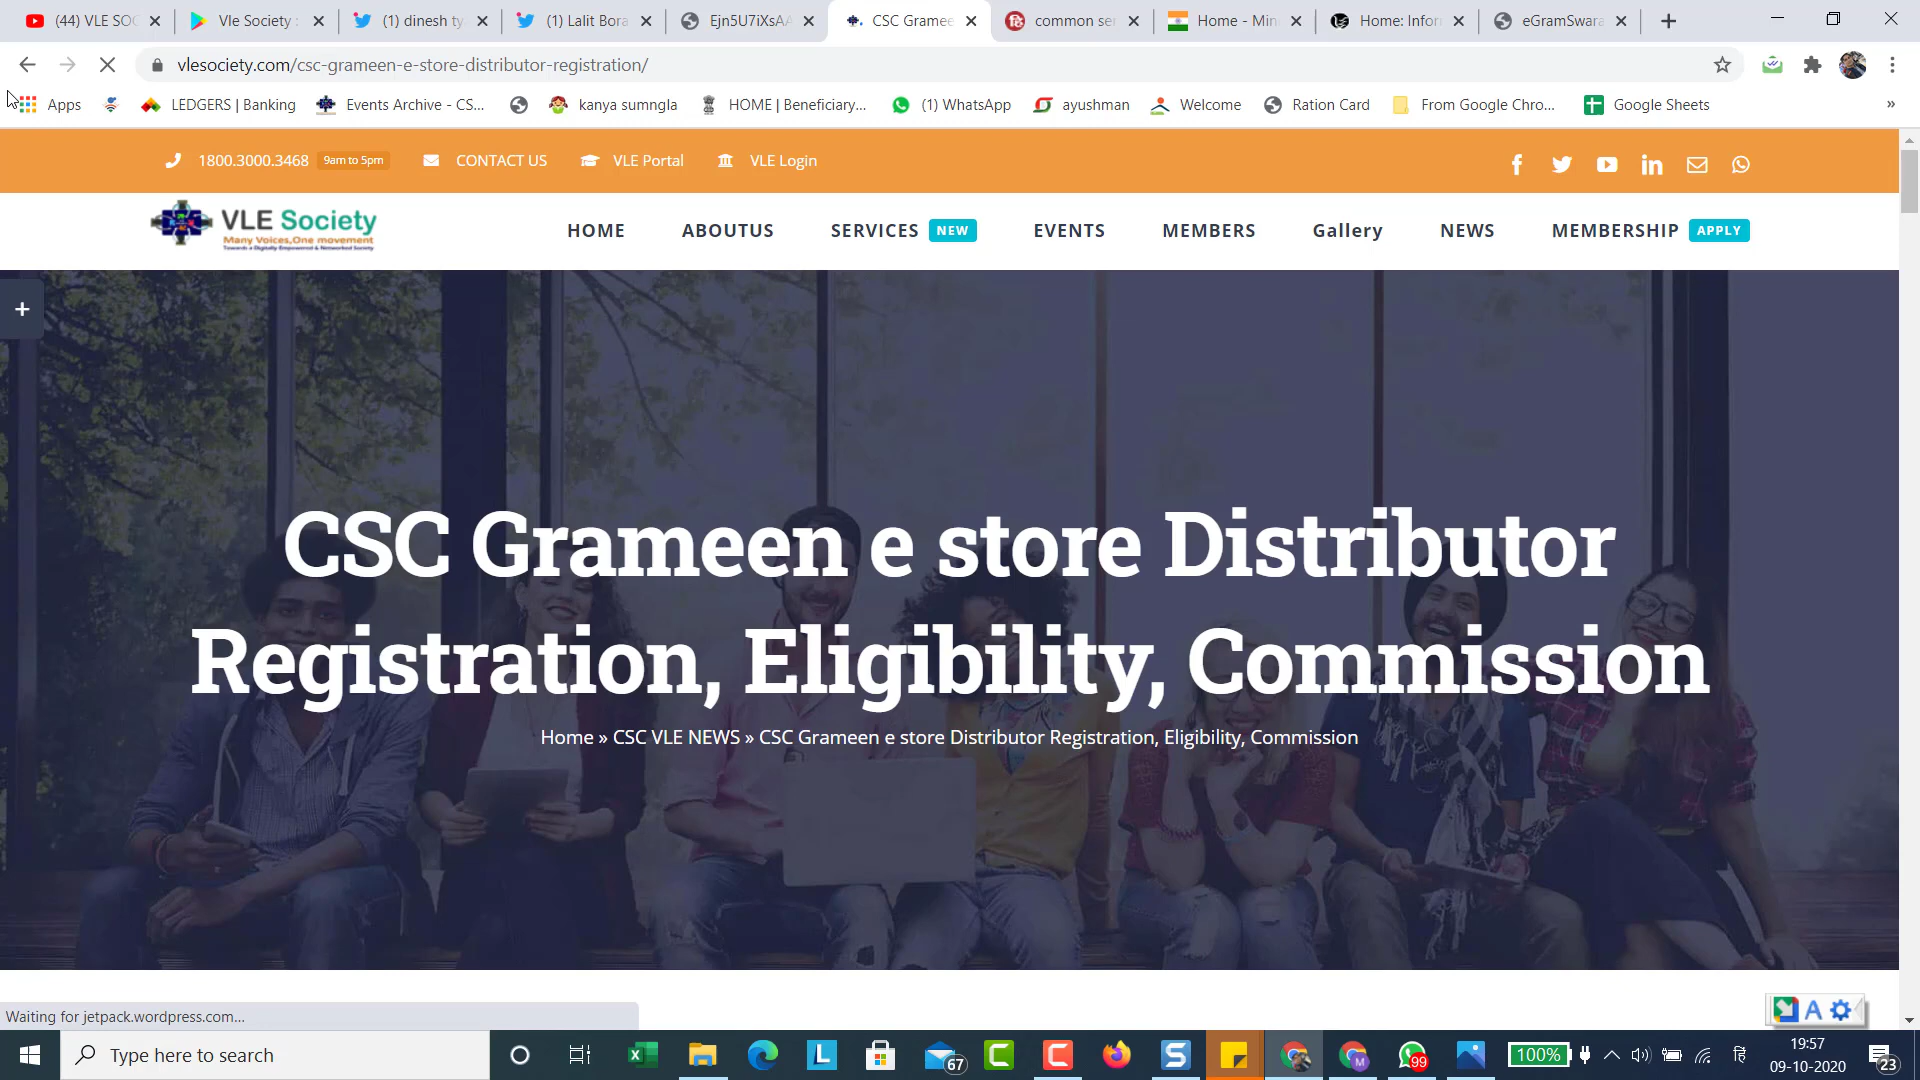 (44) VLE SOC
Vle Society :
(1) dinesh ty
(1) Lalit Bora
Ejn5U7iXsAA
CSC Gramee
common ser
Home - Min
Home: Infor
eGramSwara
vlesociety.com/csc-grameen-e-store-distributor-registration/
Apps
LEDGERS | Banking
Events Archive - CS...
kanya sumngla
HOME | Beneficiary...
(1) WhatsApp
ayushman
Welcome
Ration Card
From Google Chro...
Google Sheets
»
1800.3000.3468 9am to 5pm
CONTACT US
VLE Portal
VLE Login
VLE Society
Many Voices,One movement
Towards a Digitally Empowered & Networked Society
HOME
ABOUTUS
SERVICES NEW
EVENTS
MEMBERS
Gallery
NEWS
MEMBERSHIP APPLY
+
CSC Grameen e store Distributor
Registration, Eligibility, Commission
Home » CSC VLE NEWS » CSC Grameen e store Distributor Registration, Eligibility, Commission
Waiting for jetpack.wordpress.com...
A
Type here to search
67
99
100%
हि
19:57
09-10-2020
23